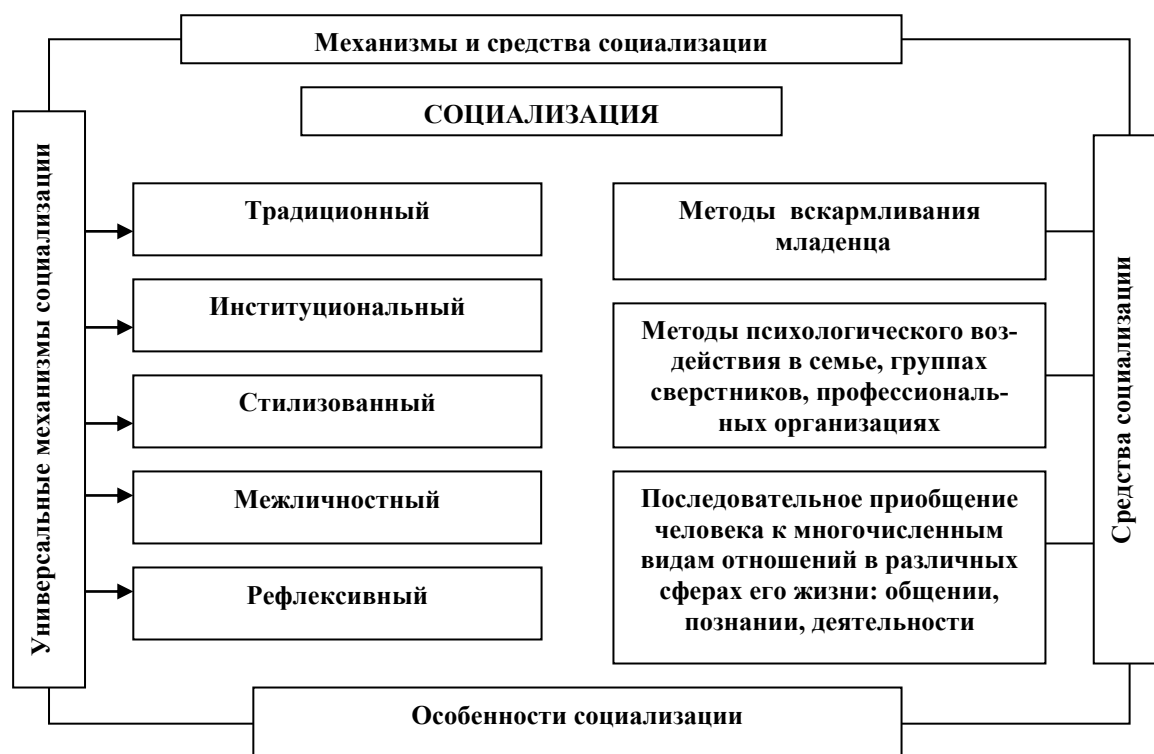 Механизмы и средства социализации
СОЦИАЛИЗАЦИЯ
Универсальные механизмы социализации
Традиционный
Институциональный
Стилизованный
Межличностный
Рефлексивный
Методы вскармливания
младенца
Методы психологического воз-
действия в семье, группах
сверстников, профессиональ-
ных организациях
Последовательное приобщение
человека к многочисленным
видам отношений в различных
сферах его жизни: общении,
познании, деятельности
Средства социализации
Особенности социализации